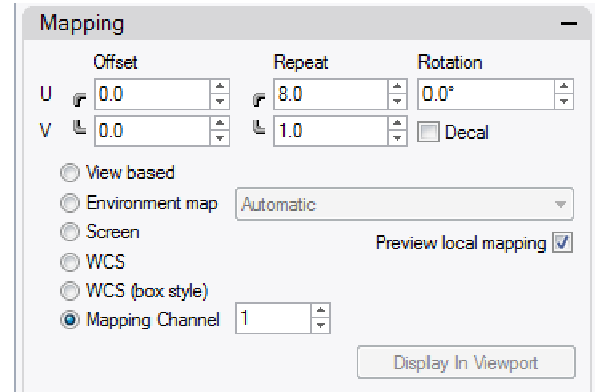 Mapping
Offset Repeat Rotation
U 0.0 8.0 0.0°
V 0.0 1.0 Decal
View based
Environment map Automatic
Screen
Preview local mapping
WCS
WCS (box style)
Mapping Channel 1
Display In Viewport